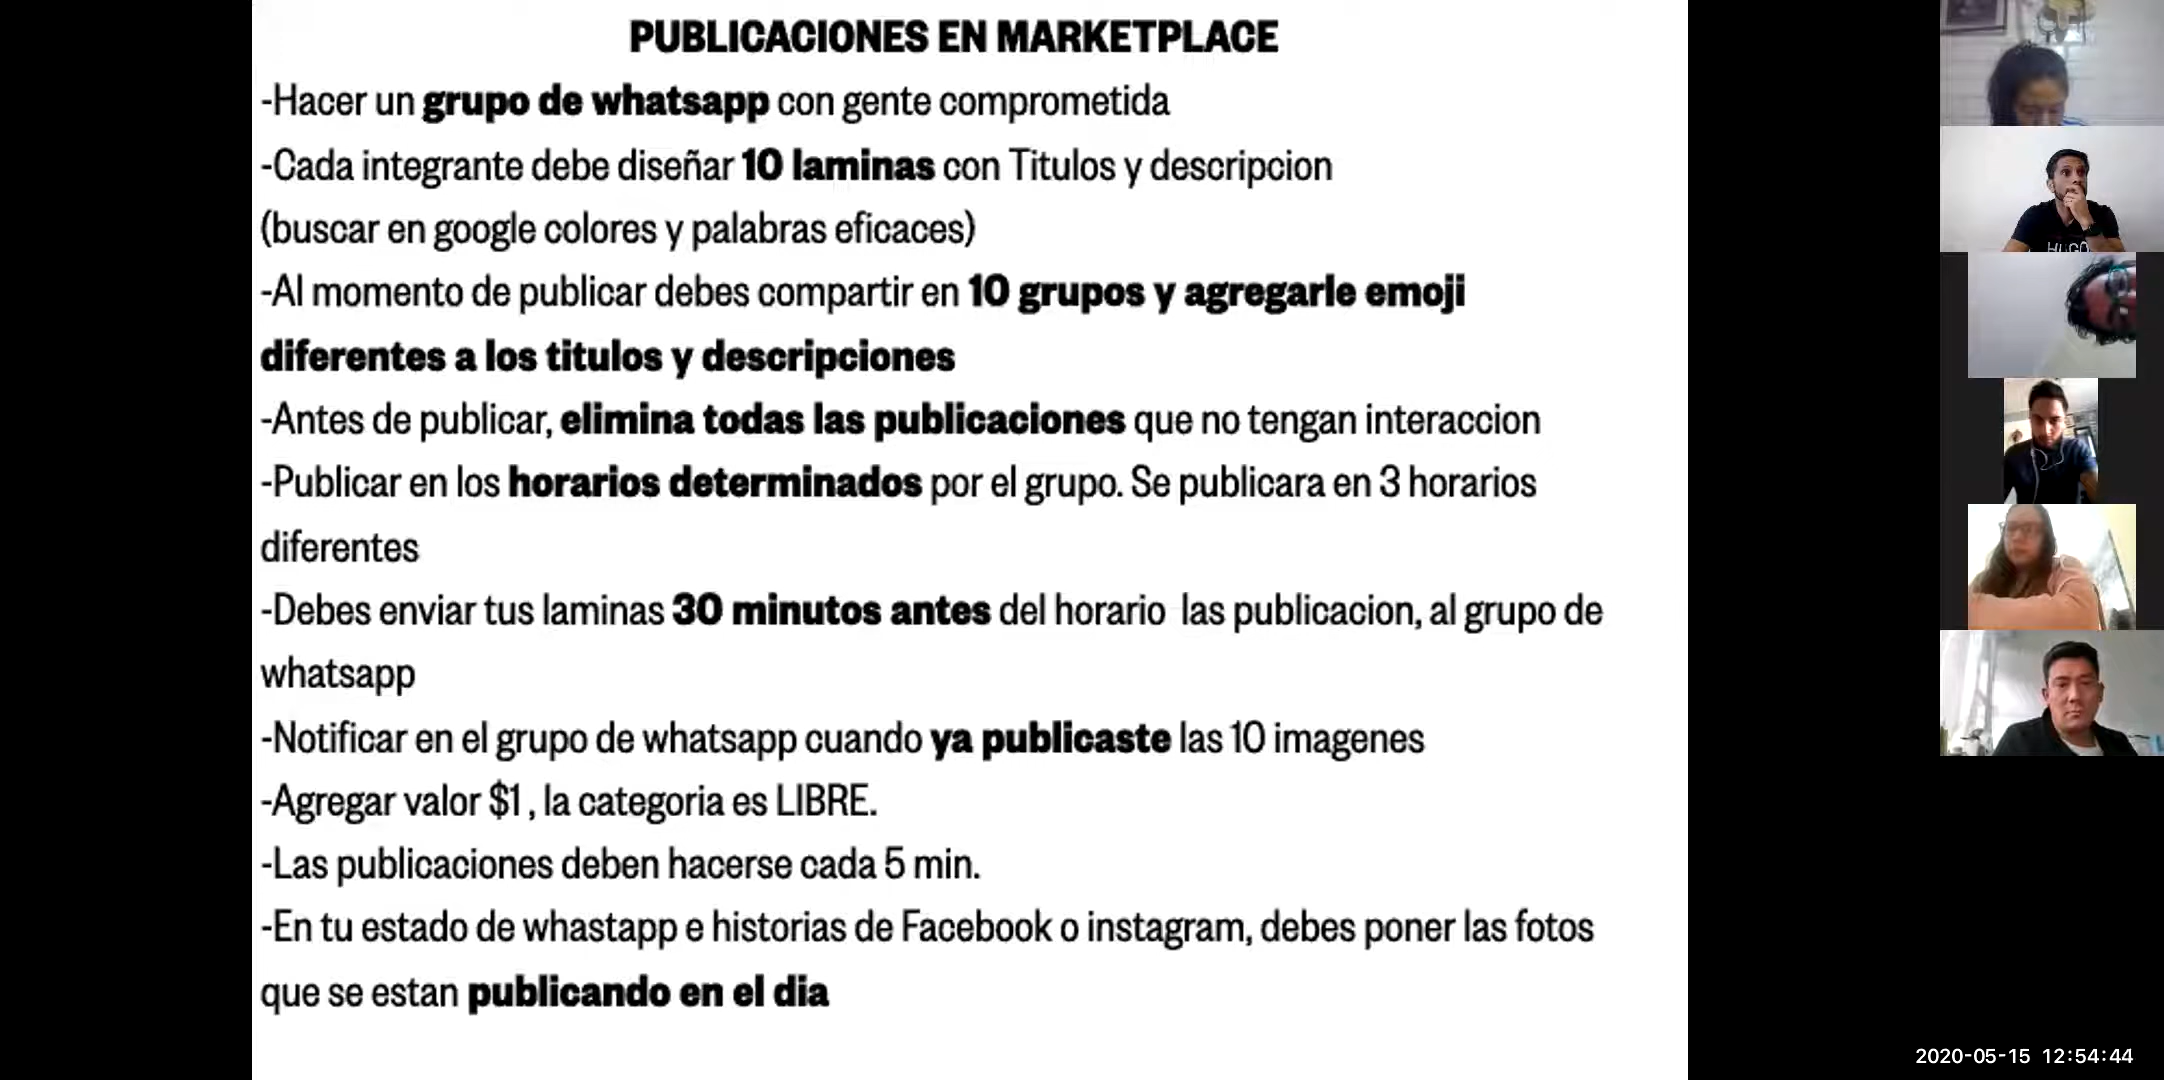 PUBLICACIONES EN MARKETPLACE
-Hacer un grupo de whatsapp con gente comprometida
-Cada integrante debe diseñar 10 laminas con Titulos y descripcion
(buscar en google colores y palabras eficaces)
-Al momento de publicar debes compartir en 10 grupos y agregarle emoji
diferentes a los titulos y descripciones
-Antes de publicar, elimina todas las publicaciones que no tengan interaccion
-Publicar en los horarios determinados por el grupo. Se publicara en 3 horarios
diferentes
-Debes enviar tus laminas 30 minutos antes del horario las publicacion, al grupo de
whatsapp
-Notificar en el grupo de whatsapp cuando ya publicaste las 10 imagenes
-Agregar valor $1 , la categoria es LIBRE.
-Las publicaciones deben hacerse cada 5 min.
-En tu estado de whastapp e historias de Facebook o instagram, debes poner las fotos
que se estan publicando en el dia
HUGO
2020-05-15 12:54:44